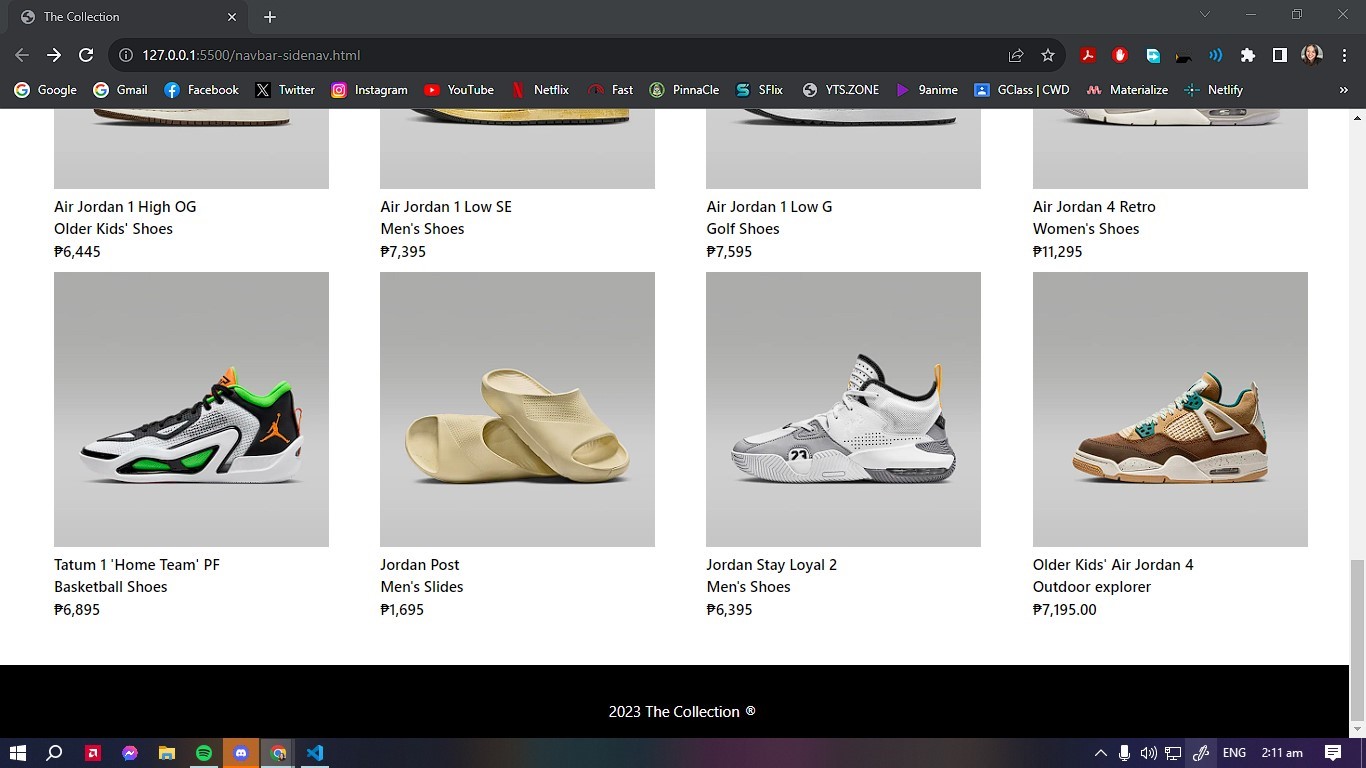 The Collection
127.0.0.1:5500/navbar-sidenav.html
Google Gmail Facebook Twitter Instagram YouTube Netflix Fast PinnaCle SFlix YTS.ZONE 9anime GClass | CWD Materialize Netlify »
Air Jordan 1 High OG
Older Kids' Shoes
₱6,445
Air Jordan 1 Low SE
Men's Shoes
₱7,395
Air Jordan 1 Low G
Golf Shoes
₱7,595
Air Jordan 4 Retro
Women's Shoes
₱11,295
23
Tatum 1 'Home Team' PF
Basketball Shoes
₱6,895
Jordan Post
Men's Slides
₱1,695
Jordan Stay Loyal 2
Men's Shoes
₱6,395
Older Kids' Air Jordan 4
Outdoor explorer
₱7,195.00
2023 The Collection ®
ENG 2:11 am